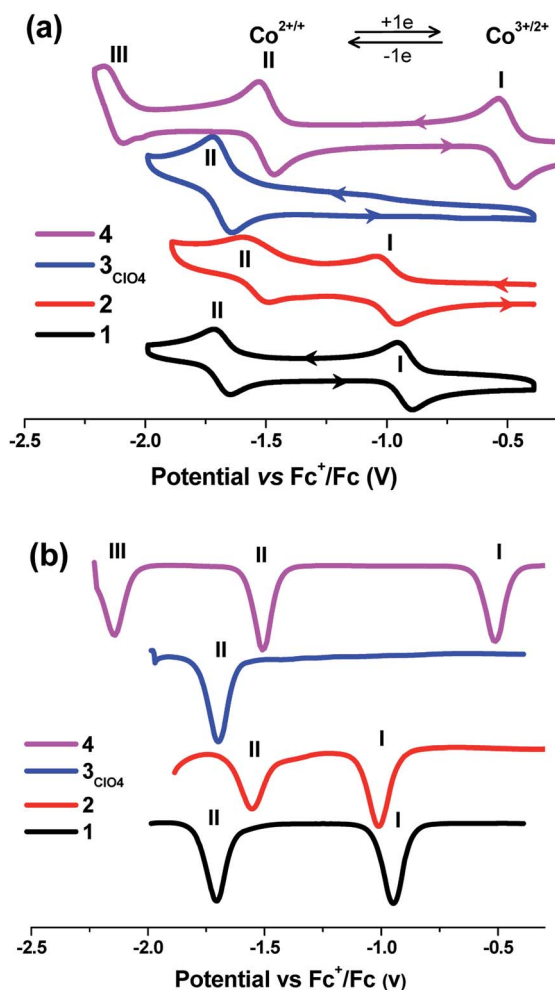 (a)
+1e
Co2+/+
Co3+/2+
-1e
III
II
I
II
4
3ClO4
2
1
II
I
II
I
-2.5 -2.0 -1.5 -1.0 -0.5
Potential vs Fc+/Fc (V)
(b)
III
II
I
II
II
I
4
3ClO4
2
1
II
I
-2.5 -2.0 -1.5 -1.0 -0.5
Potential vs Fc+/Fc (v)